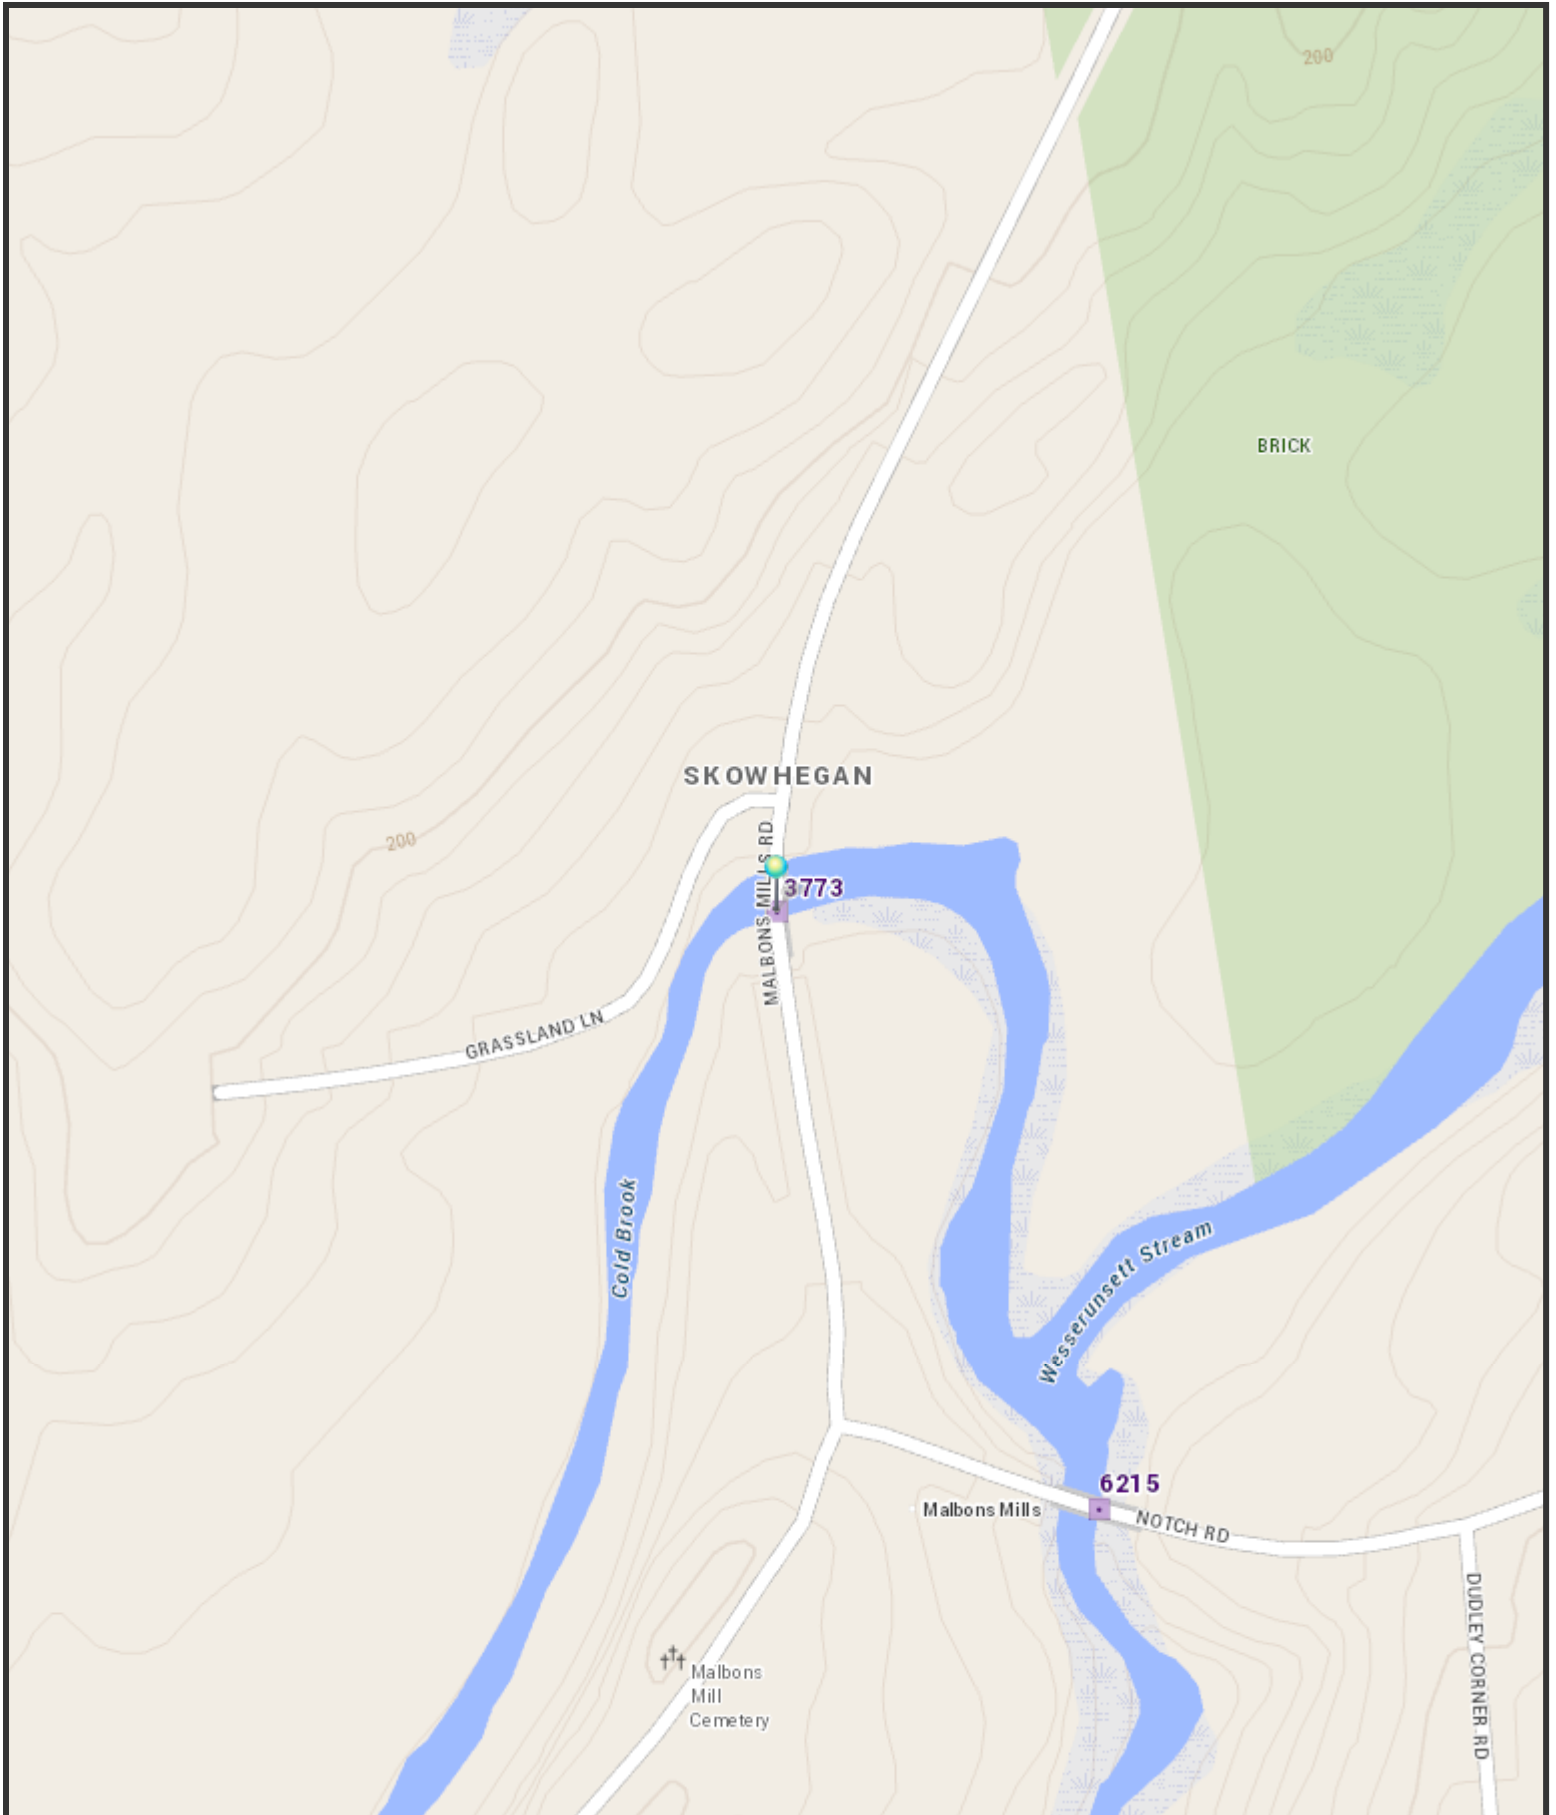 200
BRICK
SKOWHEGAN
200
MALBONS MILLS RD
3773
GRASSLAND LN
Cold Brook
Wesserunsett Stream
6215
Malbons Mills
NOTCH RD
DUDLEY CORNER RD
Malbons
Mill
Cemetery